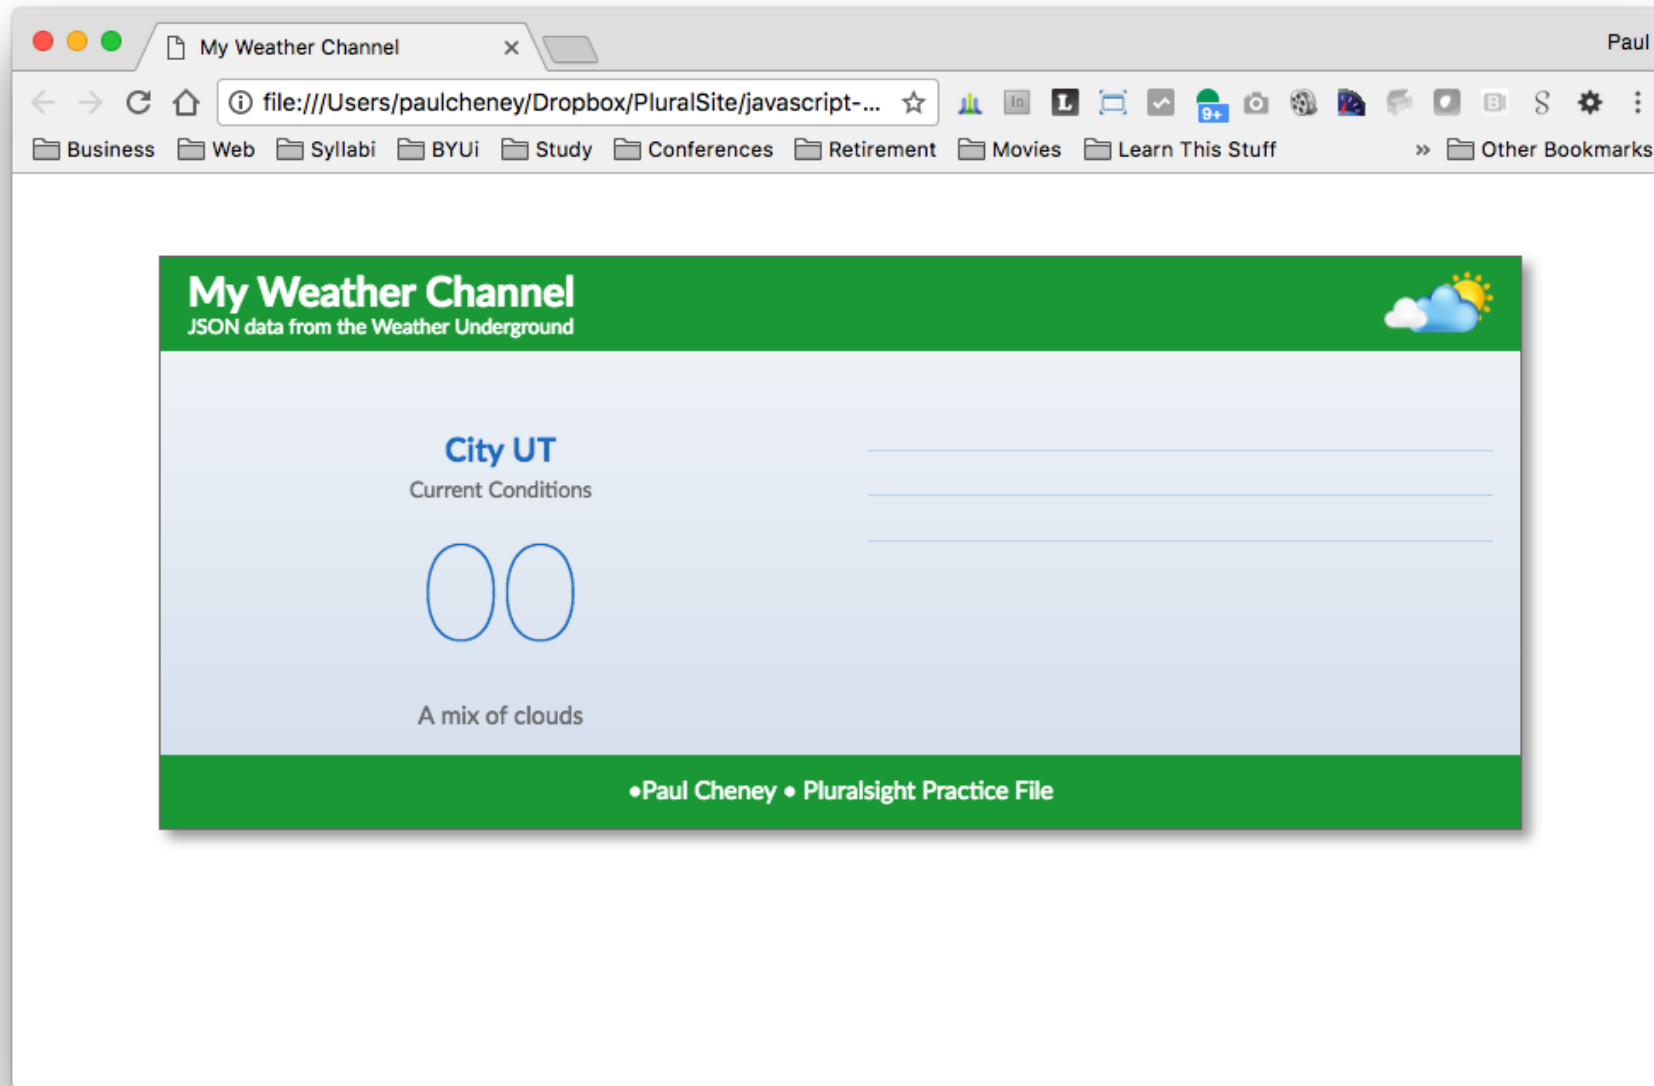 My Weather Channel
Paul
file:///Users/paulcheney/Dropbox/PluralSite/javascript-...
In
L
9+
B
S
Business Web Syllabi BYUi Study Conferences Retirement Movies Learn This Stuff » Other Bookmarks
My Weather Channel
JSON data from the Weather Underground
City UT
Current Conditions
00
A mix of clouds
•Paul Cheney • Pluralsight Practice File